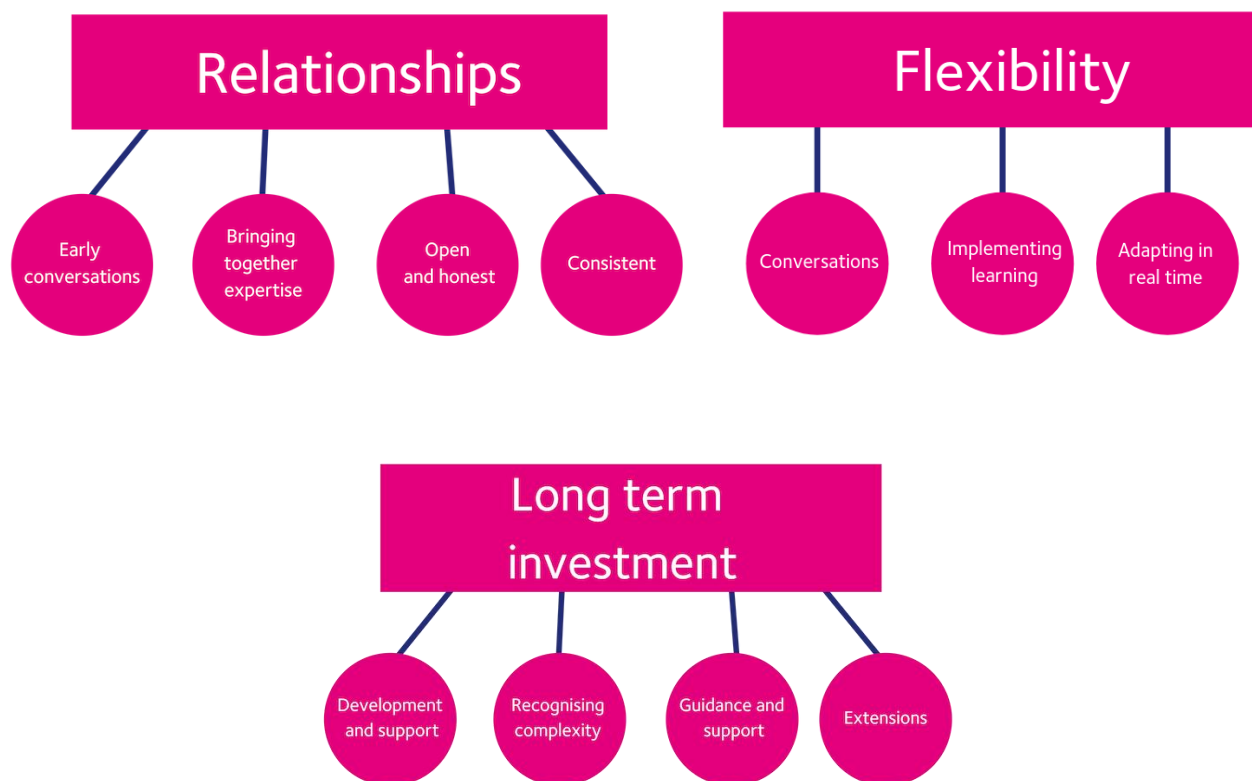 Relationships
Early
conversations
Bringing
together
expertise
Open
and honest
Consistent
Flexibility
Conversations
Implementing
learning
Adapting in
real time
Long term
investment
Development
and support
Recognising
complexity
Guidance and
support
Extensions